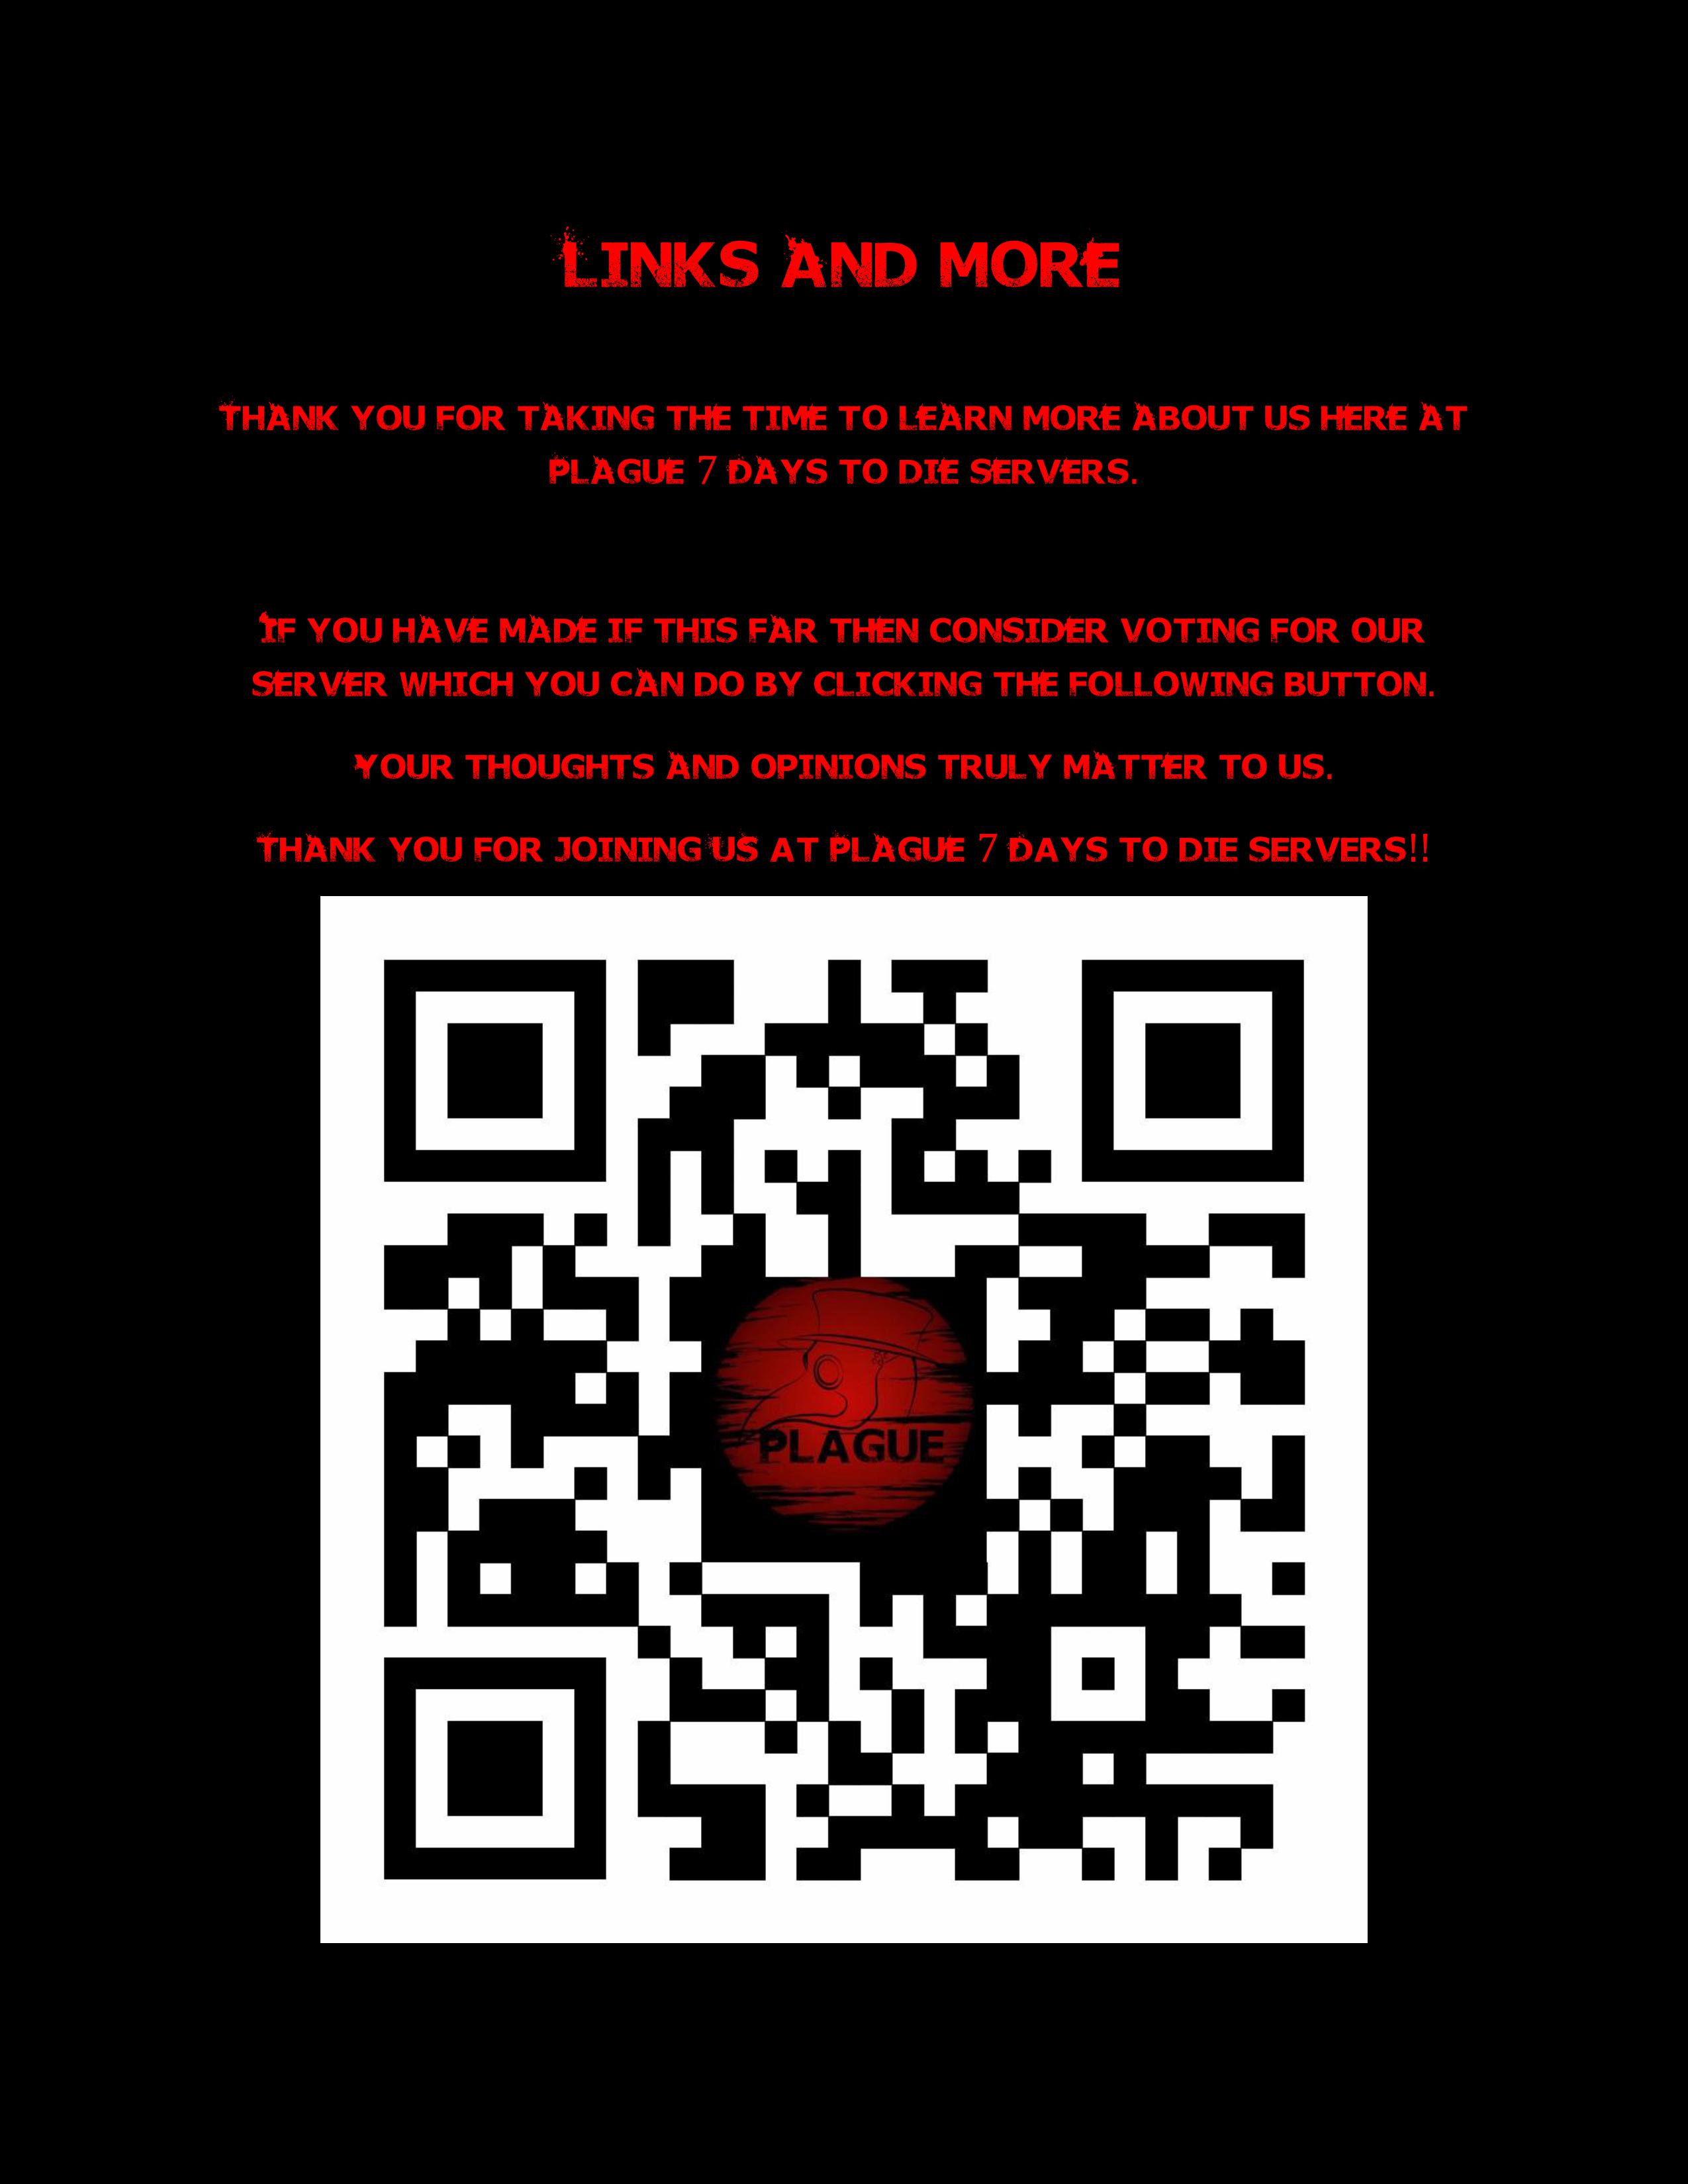 LINKS AND MORE
THANK YOU FOR TAKING THE TIME TO LEARN MORE ABOUT US HERE AT
PLAGUE 7 DAYS TO DIE SERVERS.
IF YOU HAVE MADE IF THIS FAR THEN CONSIDER VOTING FOR OUR
SERVER WHICH YOU CAN DO BY CLICKING THE FOLLOWING BUTTON.
YOUR THOUGHTS AND OPINIONS TRULY MATTER TO US.
THANK YOU FOR JOINING US AT PLAGUE 7 DAYS TO DIE SERVERS!!
PLAGUE